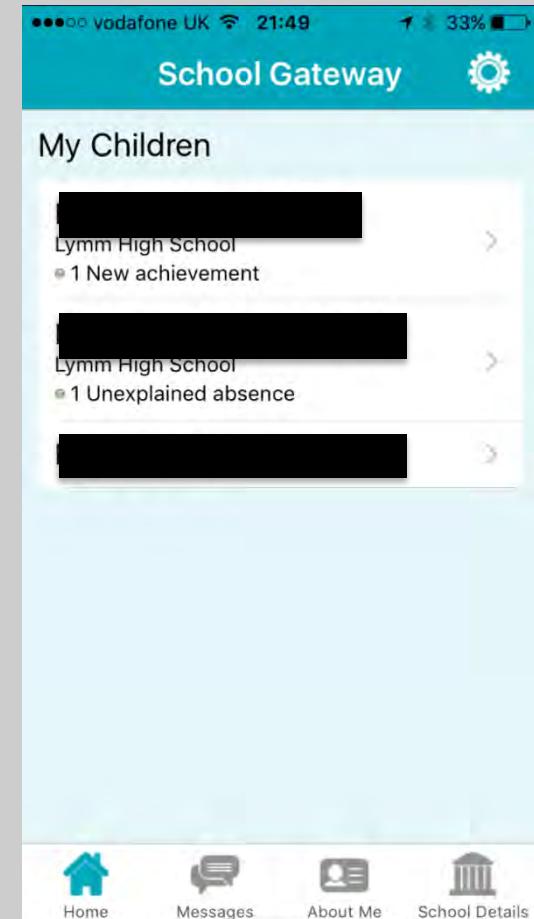 vodafone UK 21:49 33%
School Gateway
My Children
Lymm High School
1 New achievement
Lymm High School
1 Unexplained absence
Home Messages About Me School Details